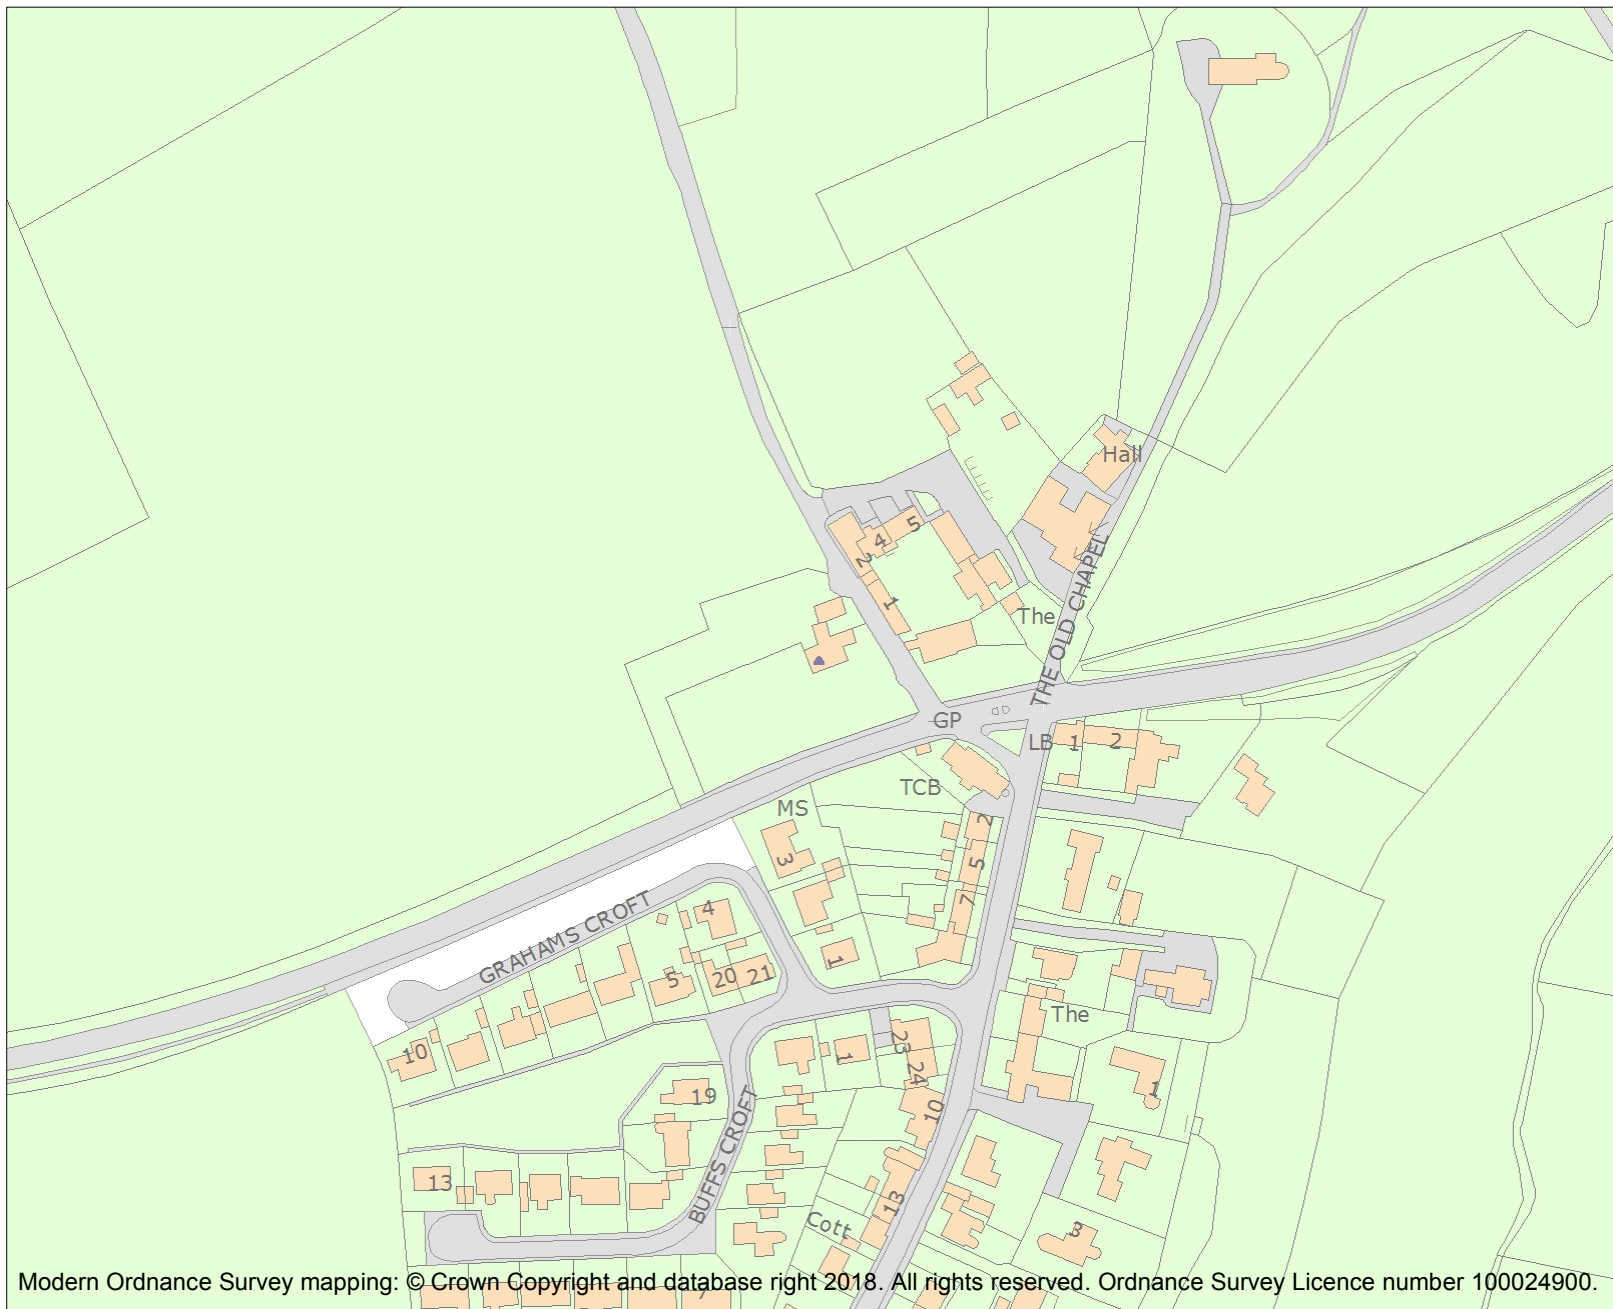 Hall
5
4
2
1
The
THE OLD CHAPEL
GP
LB
1
2
TCB
MS
2
3
5
7
4
GRAHAMS CROFT
5
20
21
1
The
10
23
1
24
1
19
10
BUFFS CROFT
13
13
Cott
3
7
Modern Ordnance Survey mapping: © Crown Copyright and database right 2018. All rights reserved. Ordnance Survey Licence number 100024900.